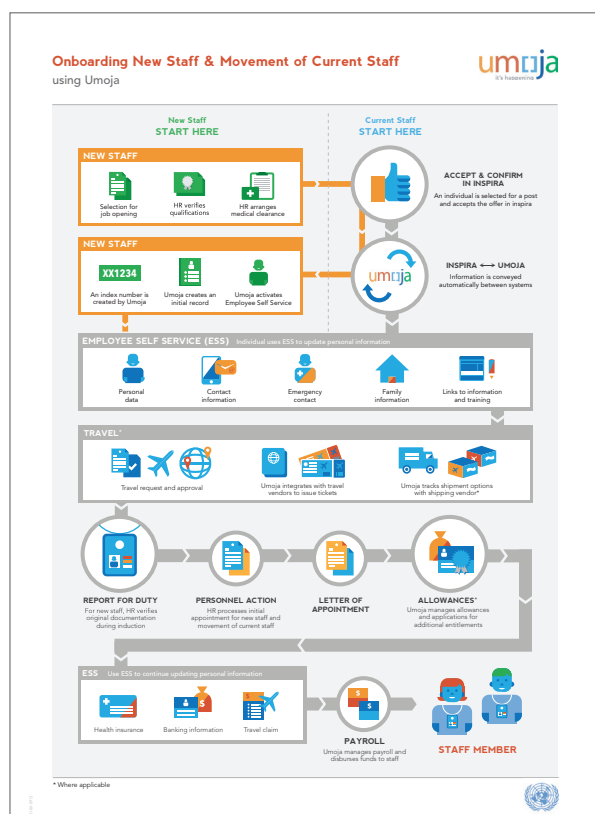 Onboarding New Staff & Movement of Current Staff
using Umoja
umoja
it's happening
New Staff
START HERE
Current Staff
START HERE
NEW STAFF
Selection for
job opening
HR verifies
qualifications
HR arranges
medical clearance
ACCEPT & CONFIRM
IN INSPIRA
An individual is selected for a post
and accepts the offer in inspira
NEW STAFF
XX1234
An index number is
created by Umoja
Umoja creates an
initial record
Umoja activates
Employee Self Service
umoja
INSPIRA ⟷ UMOJA
Information is conveyed
automatically between systems
EMPLOYEE SELF SERVICE (ESS) Individual uses ESS to update personal information
Personal
data
Contact
information
Emergency
contact
Family
information
Links to information
and training
TRAVEL*
Travel request and approval
Umoja integrates with travel
vendors to issue tickets
Umoja tracks shipment options
with shipping vendor*
REPORT FOR DUTY
For new staff, HR verifies
original documentation
during induction
PERSONNEL ACTION
HR processes initial
appointment for new staff and
movement of current staff
LETTER OF
APPOINTMENT
ALLOWANCES*
Umoja manages allowances
and applications for
additional entitlements
ESS Use ESS to continue updating personal information
Health insurance
Banking information
Travel claim
$
$
$
PAYROLL
Umoja manages payroll and
disburses funds to staff
STAFF MEMBER
* Where applicable